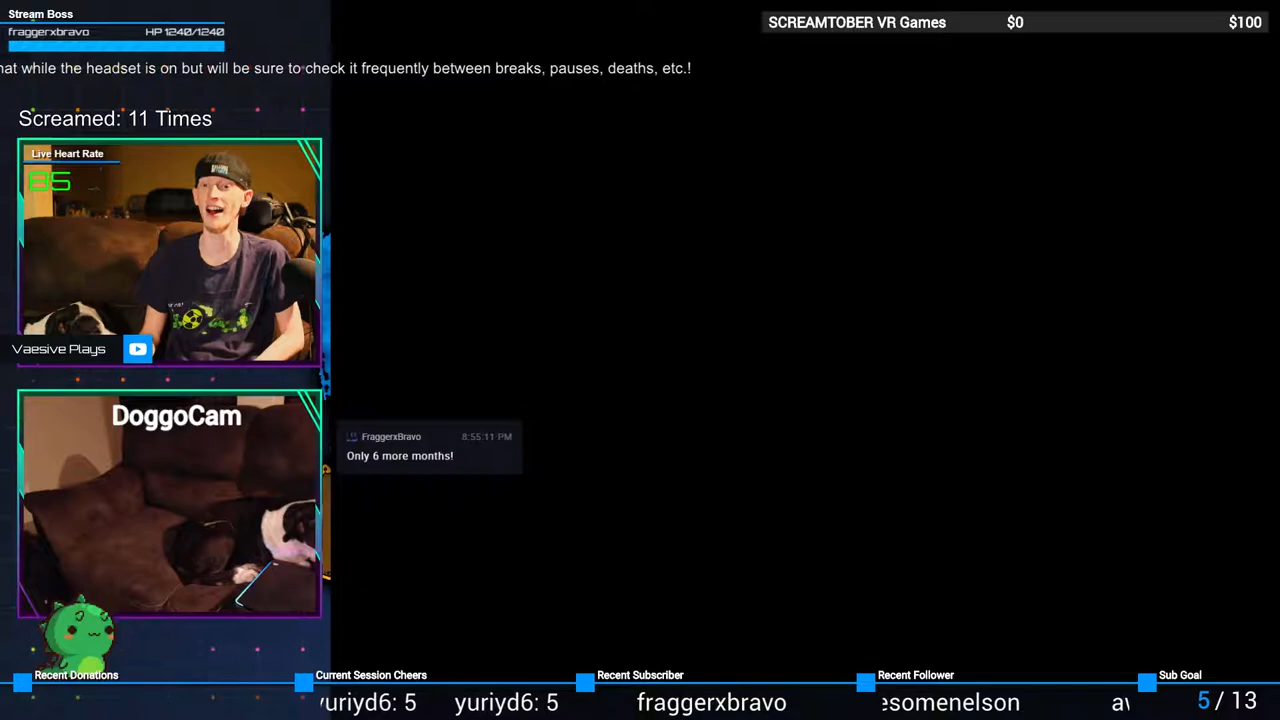 Stream Boss
fraggerxbravo HP 1240/1240
SCREAMTOBER VR Games $0 $100
hat while the headset is on but will be sure to check it frequently between breaks, pauses, deaths, etc.!
Screamed: 11 Times
Live Heart Rate
85
Vaesive Plays
DoggoCam
FraggerxBravo 8:55:11 PM
Only 6 more months!
Recent Donations
Current Session Cheers
yuriyd6: 5 yuriyd6: 5
Recent Subscriber
fraggerxbravo
Recent Follower
esomenelson av
Sub Goal
5 / 13